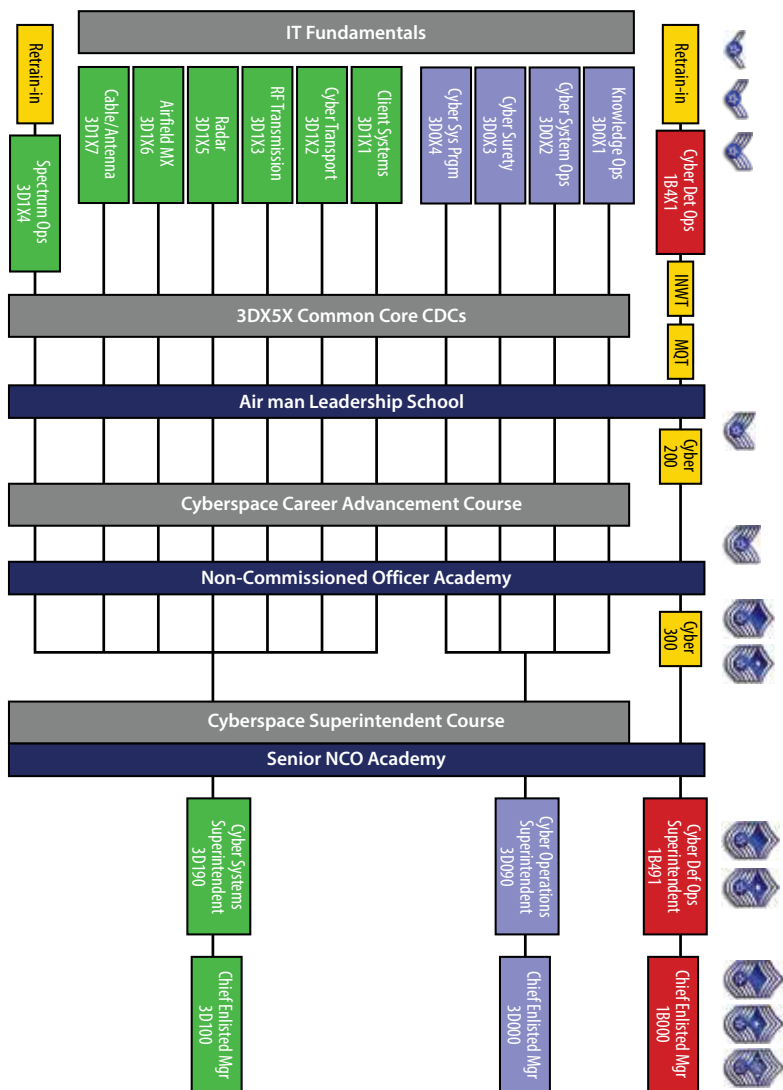 IT Fundamentals
Retrain-in
Retrain-in
Cable/Antenna
3D1X7
Airfield MX
3D1X6
Radar
3D1X5
RF Transmission
3D1X3
Cyber Transport
3D1X2
Client Systems
3D1X1
Cyber Sys Prgm
3D0X4
Cyber Surety
3D0X3
Cyber System Ops
3D0X2
Knowledge Ops
3D0X1
Spectrum Ops
3D1X4
Cyber Det Ops
1B4X1
INWT
3DX5X Common Core CDCs
MQT
Air man Leadership School
Cyber
200
Cyberspace Career Advancement Course
Non-Commissioned Officer Academy
Cyber
300
Cyberspace Superintendent Course
Senior NCO Academy
Cyber Systems
Superintendent
3D190
Cyber Operations
Superintendent
3D090
Cyber Def Ops
Superintendent
1B491
Chief Enlisted Mgr
3D100
Chief Enlisted Mgr
3D000
Chief Enlisted Mgr
1B000